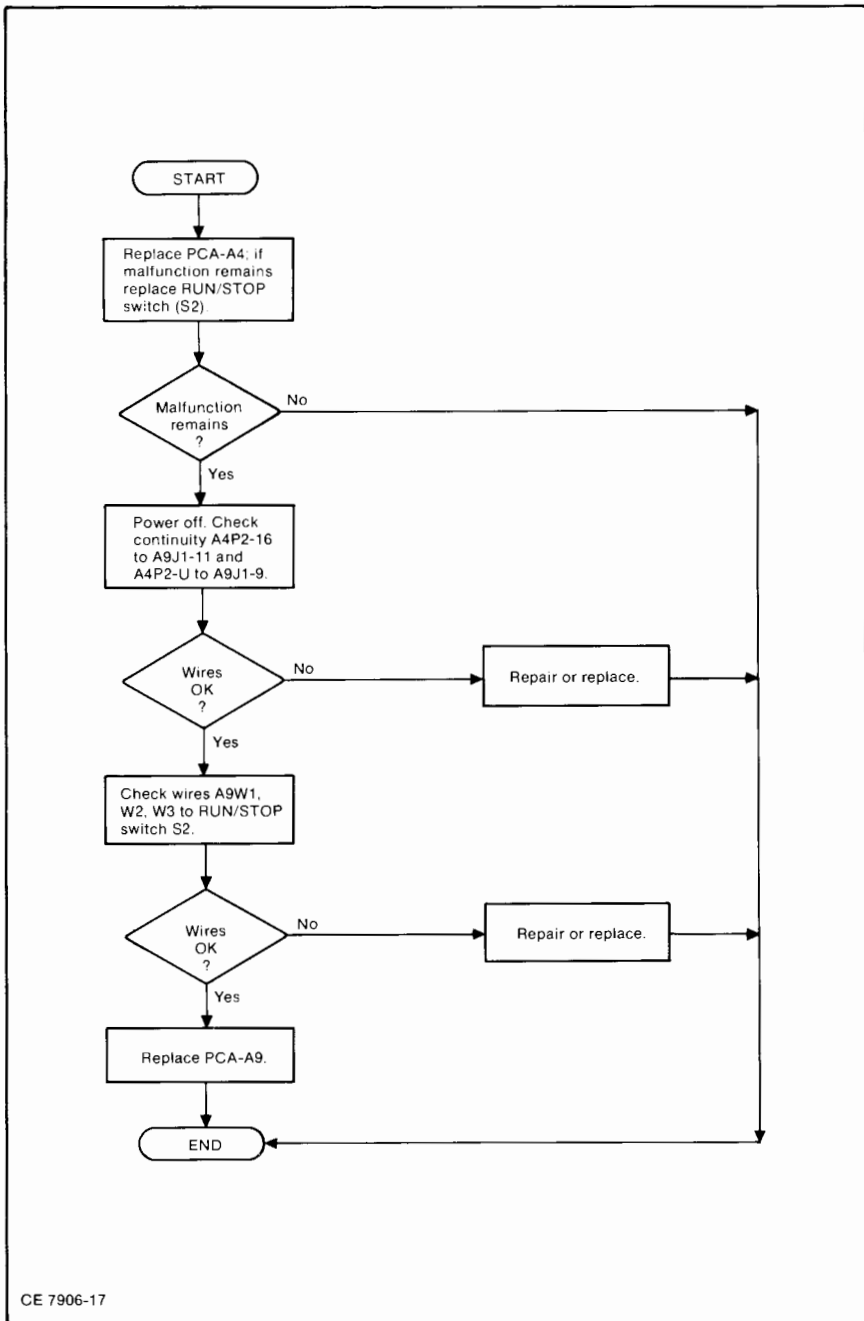 START
Replace PCA-A4; if
malfunction remains
replace RUN/STOP
switch (S2).
Malfunction
remains
?
No
Yes
Power off. Check
continuity A4P2-16
to A9J1-11 and
A4P2-U to A9J1-9.
Wires
OK
?
No
Repair or replace.
Yes
Check wires A9W1,
W2, W3 to RUN/STOP
switch S2.
Wires
OK
?
No
Repair or replace.
Yes
Replace PCA-A9.
END
CE 7906-17